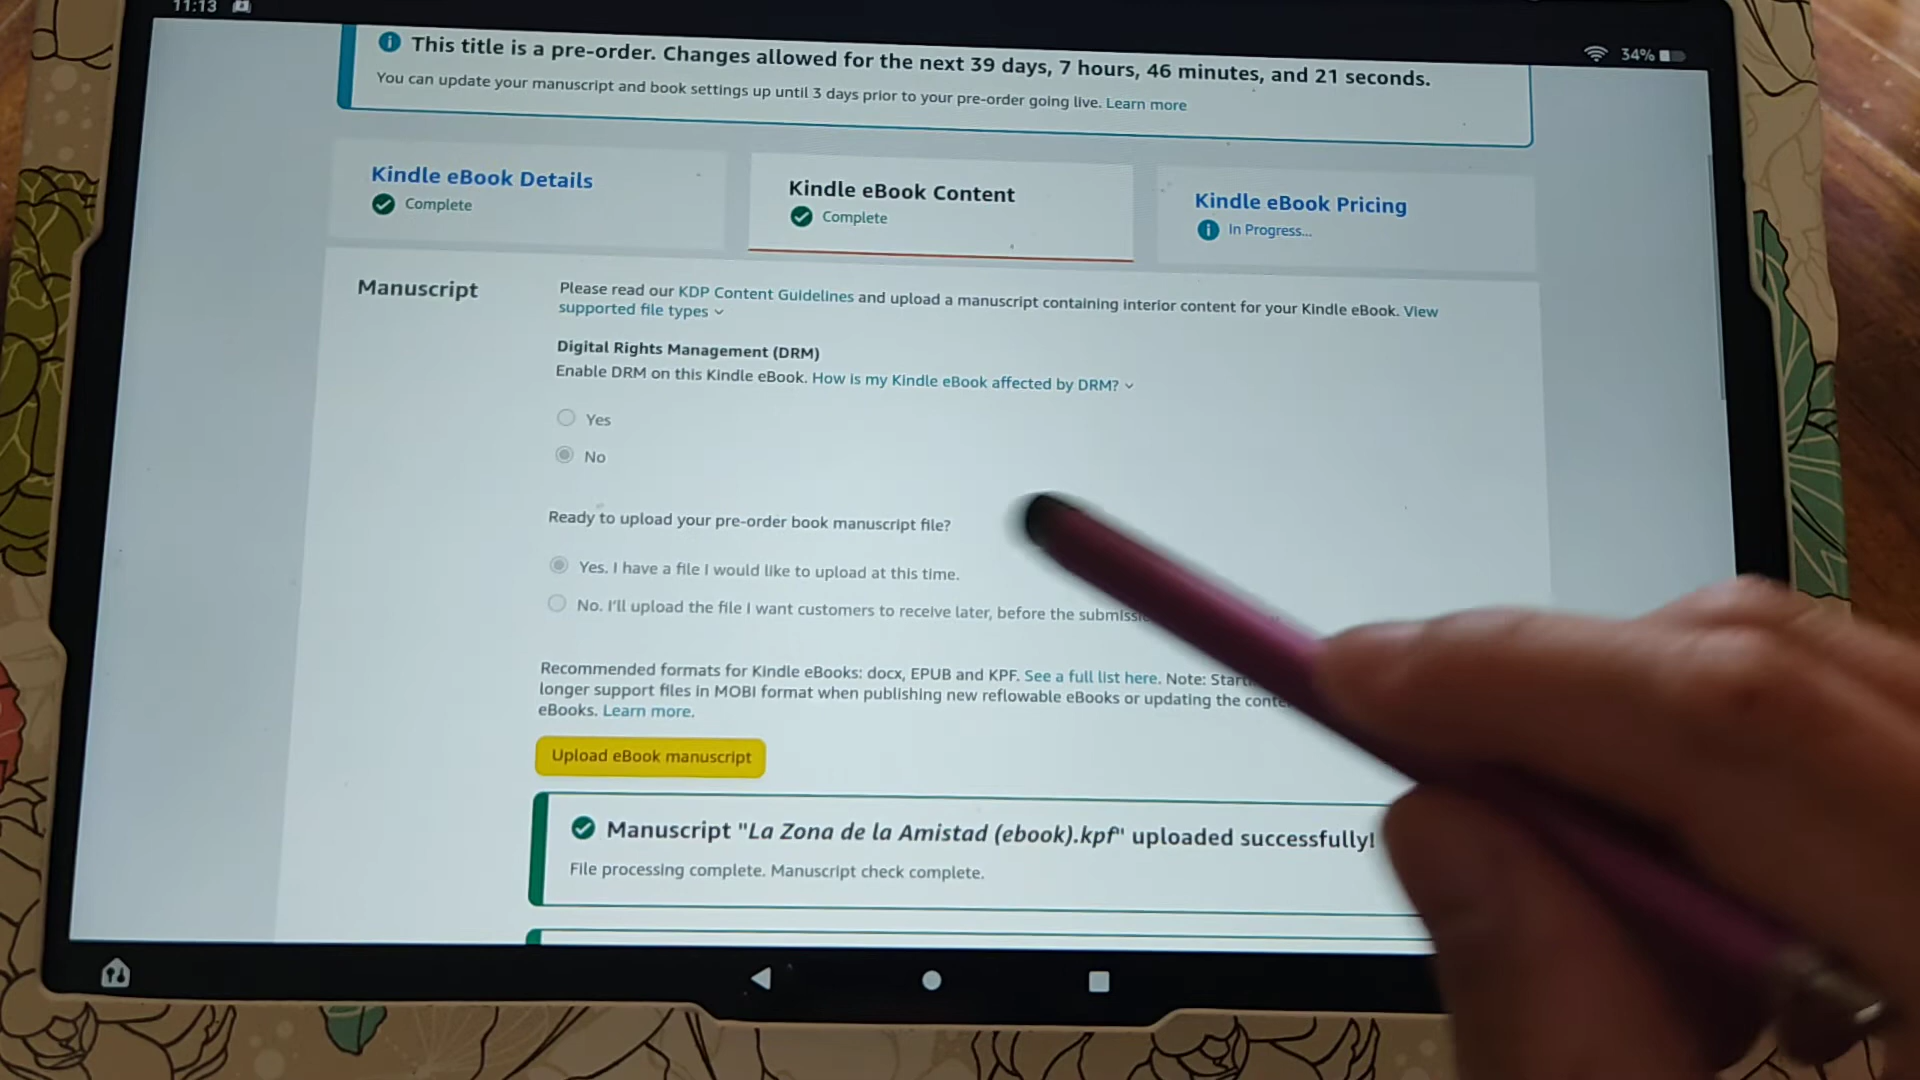 11:13
34%
This title is a pre-order. Changes allowed for the next 39 days, 7 hours, 46 minutes, and 21 seconds.
You can update your manuscript and book settings up until 3 days prior to your pre-order going live. Learn more
Kindle eBook Details
Complete
Kindle eBook Content
Complete
Kindle eBook Pricing
In Progress...
Manuscript
Please read our KDP Content Guidelines and upload a manuscript containing interior content for your Kindle eBook. View
supported file types
Digital Rights Management (DRM)
Enable DRM on this Kindle eBook. How is my Kindle eBook affected by DRM?
Yes
No
Ready to upload your pre-order book manuscript file?
Yes. I have a file I would like to upload at this time.
No. I'll upload the file I want customers to receive later, before the
Recommended formats for Kindle eBooks: docx, EPUB and KPF. See a full list here. Note:
longer support files in MOBI format when publishing new reflowable eBooks or updating the
eBooks. Learn more.
Upload eBook manuscript
Manuscript "La Zona de la Amistad (ebook).kpf" uploaded successfully!
File processing complete. Manuscript check complete.